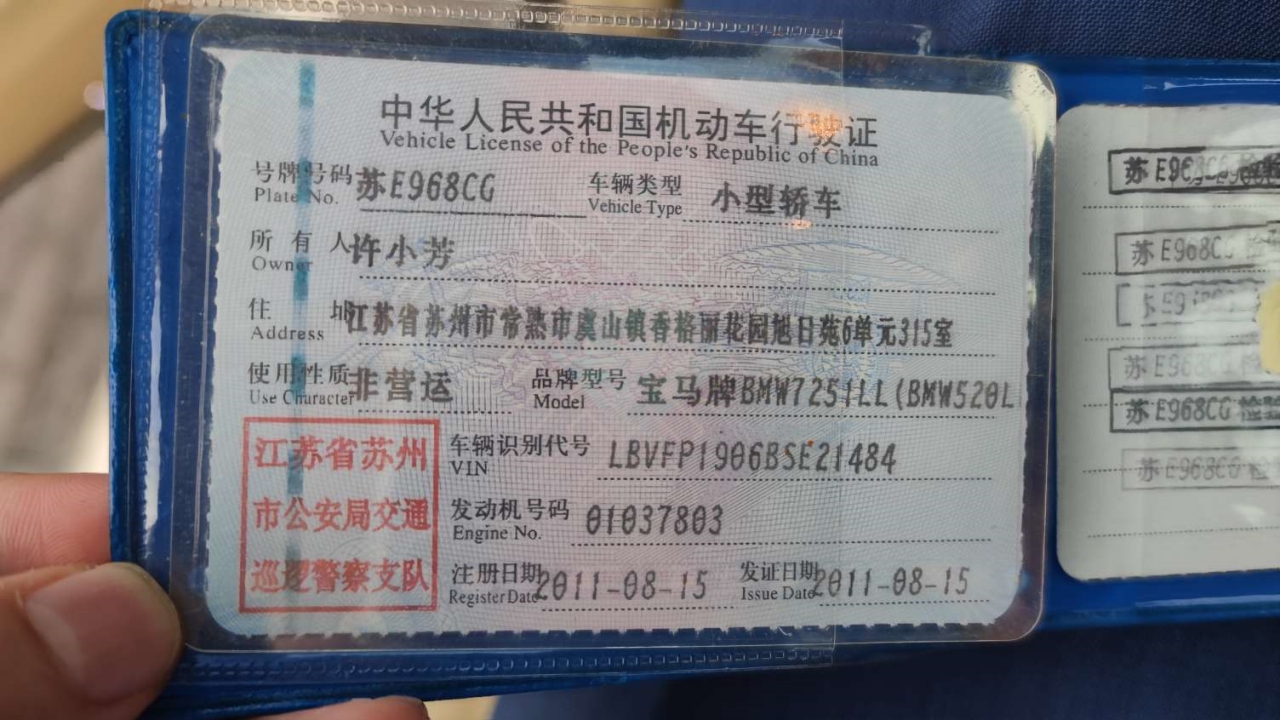 中华人民共和国机动车行驶证
Vehicle License of the People's Republic of China
号牌号码 苏E968CG 车辆类型 小型轿车
Plate No. Vehicle Type
所有人 许小芳
Owner
住址 江苏省苏州市常熟市虞山镇香格丽花园旭日苑6单元315室
Address
使用性质 非营运 品牌型号 宝马牌BMW7251LL(BMW520L
Use Character Model
江苏省苏州
市公安局交通
巡逻警察支队
车辆识别代号 LBVFP1906BSE21484
VIN
发动机号码 01037803
Engine No.
注册日期 2011-08-15 发证日期 2011-08-15
Register Date Issue Date
苏E968CG
苏E968CG
苏E968CG 检
苏E968CG 检